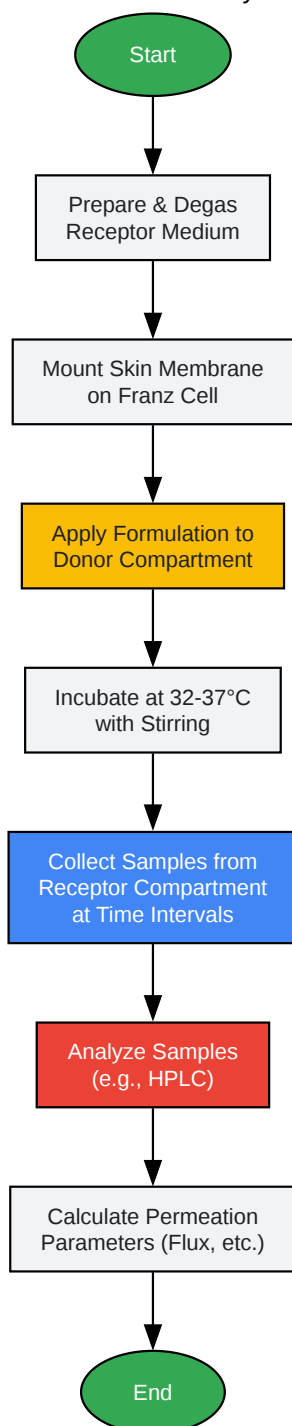 Start
Prepare & Degas
Receptor Medium
Mount Skin Membrane
on Franz Cell
Apply Formulation to
Donor Compartment
Incubate at 32-37°C
with Stirring
Collect Samples from
Receptor Compartment
at Time Intervals
Analyze Samples
(e.g., HPLC)
Calculate Permeation
Parameters (Flux, etc.)
End